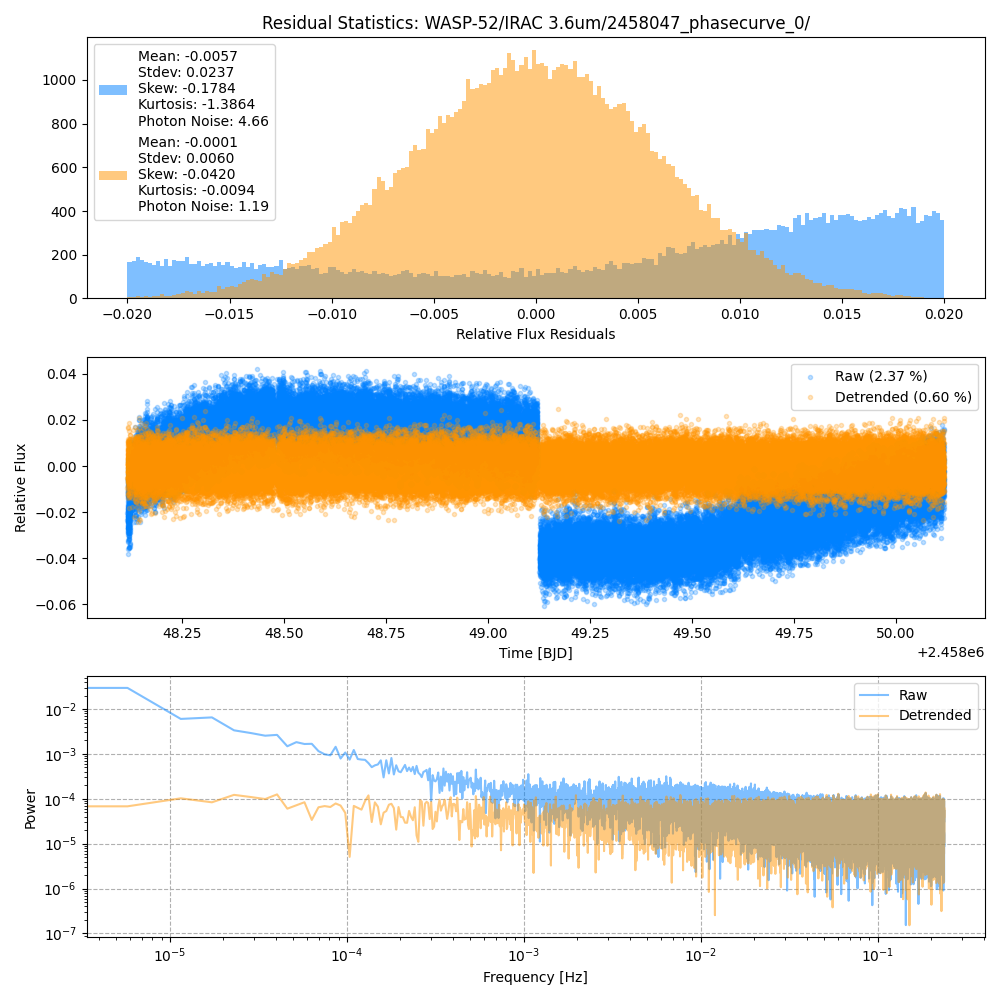 Residual Statistics: WASP-52/IRAC 3.6um/2458047_phasecurve_0/
Mean: -0.0057
Stdev: 0.0237
Skew: -0.1784
Kurtosis: -1.3864
Photon Noise: 4.66
Mean: -0.0001
Stdev: 0.0060
Skew: -0.0420
Kurtosis: -0.0094
Photon Noise: 1.19
1000
800
600
400
200
0
−0.020 −0.015 −0.010 −0.005 0.000 0.005 0.010 0.015 0.020
Relative Flux Residuals
Raw (2.37 %)
Detrended (0.60 %)
0.04
0.02
0.00
−0.02
−0.04
−0.06
Relative Flux
48.25 48.50 48.75 49.00 49.25 49.50 49.75 50.00
Time [BJD]
+2.458e6
Raw
Detrended
10⁻²
10⁻³
10⁻⁴
10⁻⁵
10⁻⁶
10⁻⁷
Power
10⁻⁵ 10⁻⁴ 10⁻³ 10⁻² 10⁻¹
Frequency [Hz]